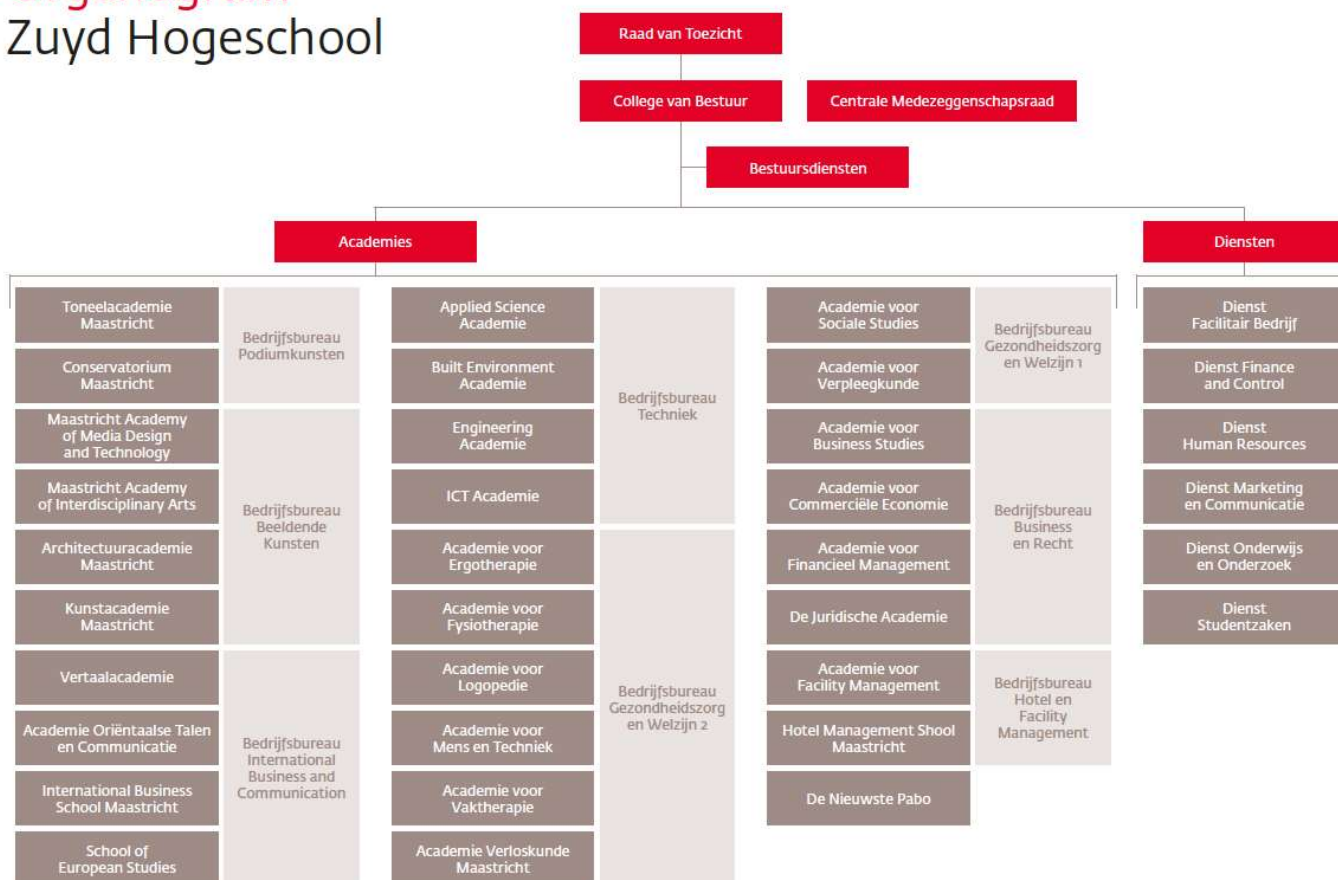 Zuyd Hogeschool
Raad van Toezicht
College van Bestuur
Centrale Medezeggenschapsraad
Bestuursdiensten
Academies
Diensten
Toneelacademie
Maastricht
Conservatorium
Maastricht
Bedrijfsbureau
Podiumkunsten
Maastricht Academy
of Media Design
and Technology
Maastricht Academy
of Interdisciplinary Arts
Architectuuracademie
Maastricht
Kunstacademie
Maastricht
Bedrijfsbureau
Beeldende
Kunsten
Vertaalacademie
Academie Oriëntaalse Talen
en Communicatie
International Business
School Maastricht
School of
European Studies
Bedrijfsbureau
International
Business and
Communication
Applied Science
Academie
Built Environment
Academie
Engineering
Academie
ICT Academie
Bedrijfsbureau
Techniek
Academie voor
Ergotherapie
Academie voor
Fysiotherapie
Academie voor
Logopedie
Academie voor
Mens en Techniek
Academie voor
Vaktherapie
Academie Verloskunde
Maastricht
Bedrijfsbureau
Gezondheidszorg
en Welzijn 2
Academie voor
Sociale Studies
Academie voor
Verpleegkunde
Bedrijfsbureau
Gezondheidszorg
en Welzijn 1
Academie voor
Business Studies
Academie voor
Commerciële Economie
Academie voor
Financieel Management
De Juridische Academie
Bedrijfsbureau
Business
en Recht
Academie voor
Facility Management
Hotel Management Shool
Maastricht
Bedrijfsbureau
Hotel en
Facility
Management
De Nieuwste Pabo
Dienst
Facilitair Bedrijf
Dienst Finance
and Control
Dienst
Human Resources
Dienst Marketing
en Communicatie
Dienst Onderwijs
en Onderzoek
Dienst
Studentzaken